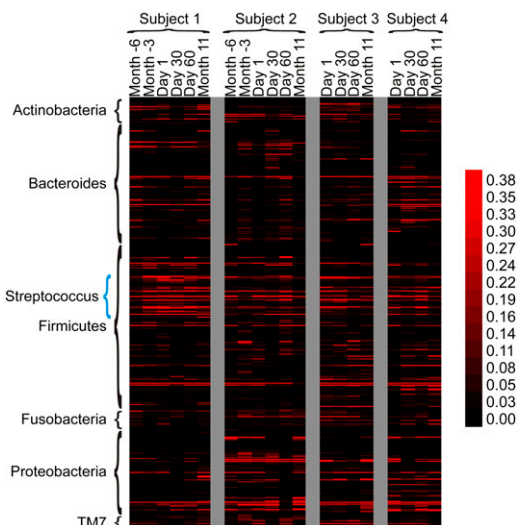 Subject 1 Subject 2 Subject 3 Subject 4
Month -6 Month -3 Day 1 Day 30 Day 60 Month 11 Month -6 Month -3 Day 1 Day 30 Day 60 Month 11 Day 1 Day 30 Day 60 Month 11 Day 1 Day 30 Day 60 Month 11
Actinobacteria
Bacteroides
Streptococcus
Firmicutes
Fusobacteria
Proteobacteria
TM7
0.38
0.35
0.33
0.30
0.27
0.24
0.22
0.19
0.16
0.14
0.11
0.08
0.05
0.03
0.00